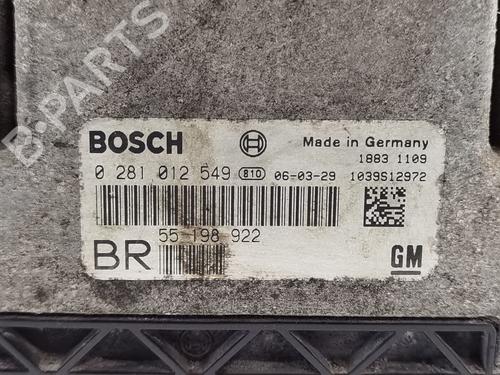 B-PARTS
BOSCH
Made in Germany
1883 1109
0 281 012 549 810 06-03-29 1039S12972
55 198 922
BR
GM